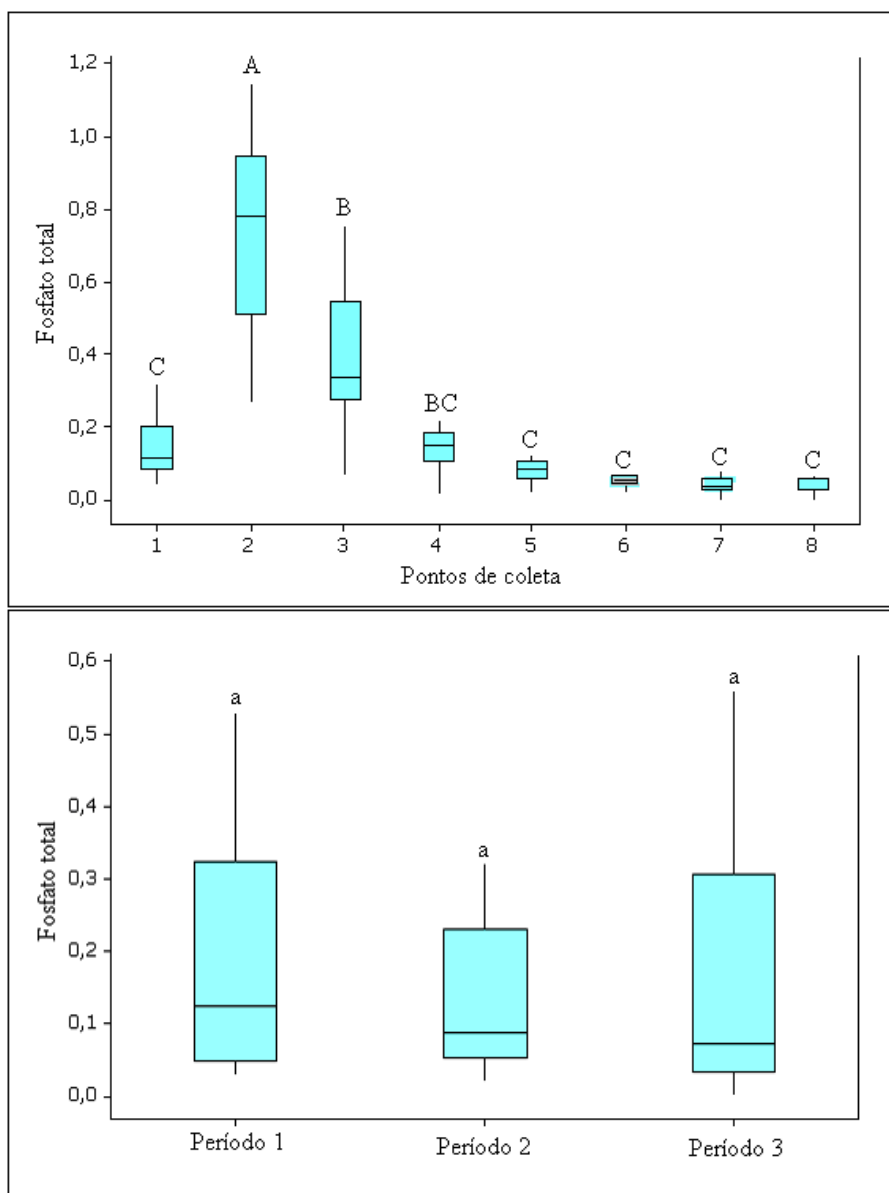 1,2
A
1,0
0,8
B
0,6
Fosfato total
0,4
C
BC
0,2
C
C
C
C
0,0
1 2 3 4 5 6 7 8
Pontos de coleta
0,6
a
a
0,5
0,4
a
0,3
Fosfato total
0,2
0,1
0,0
Período 1 Período 2 Período 3